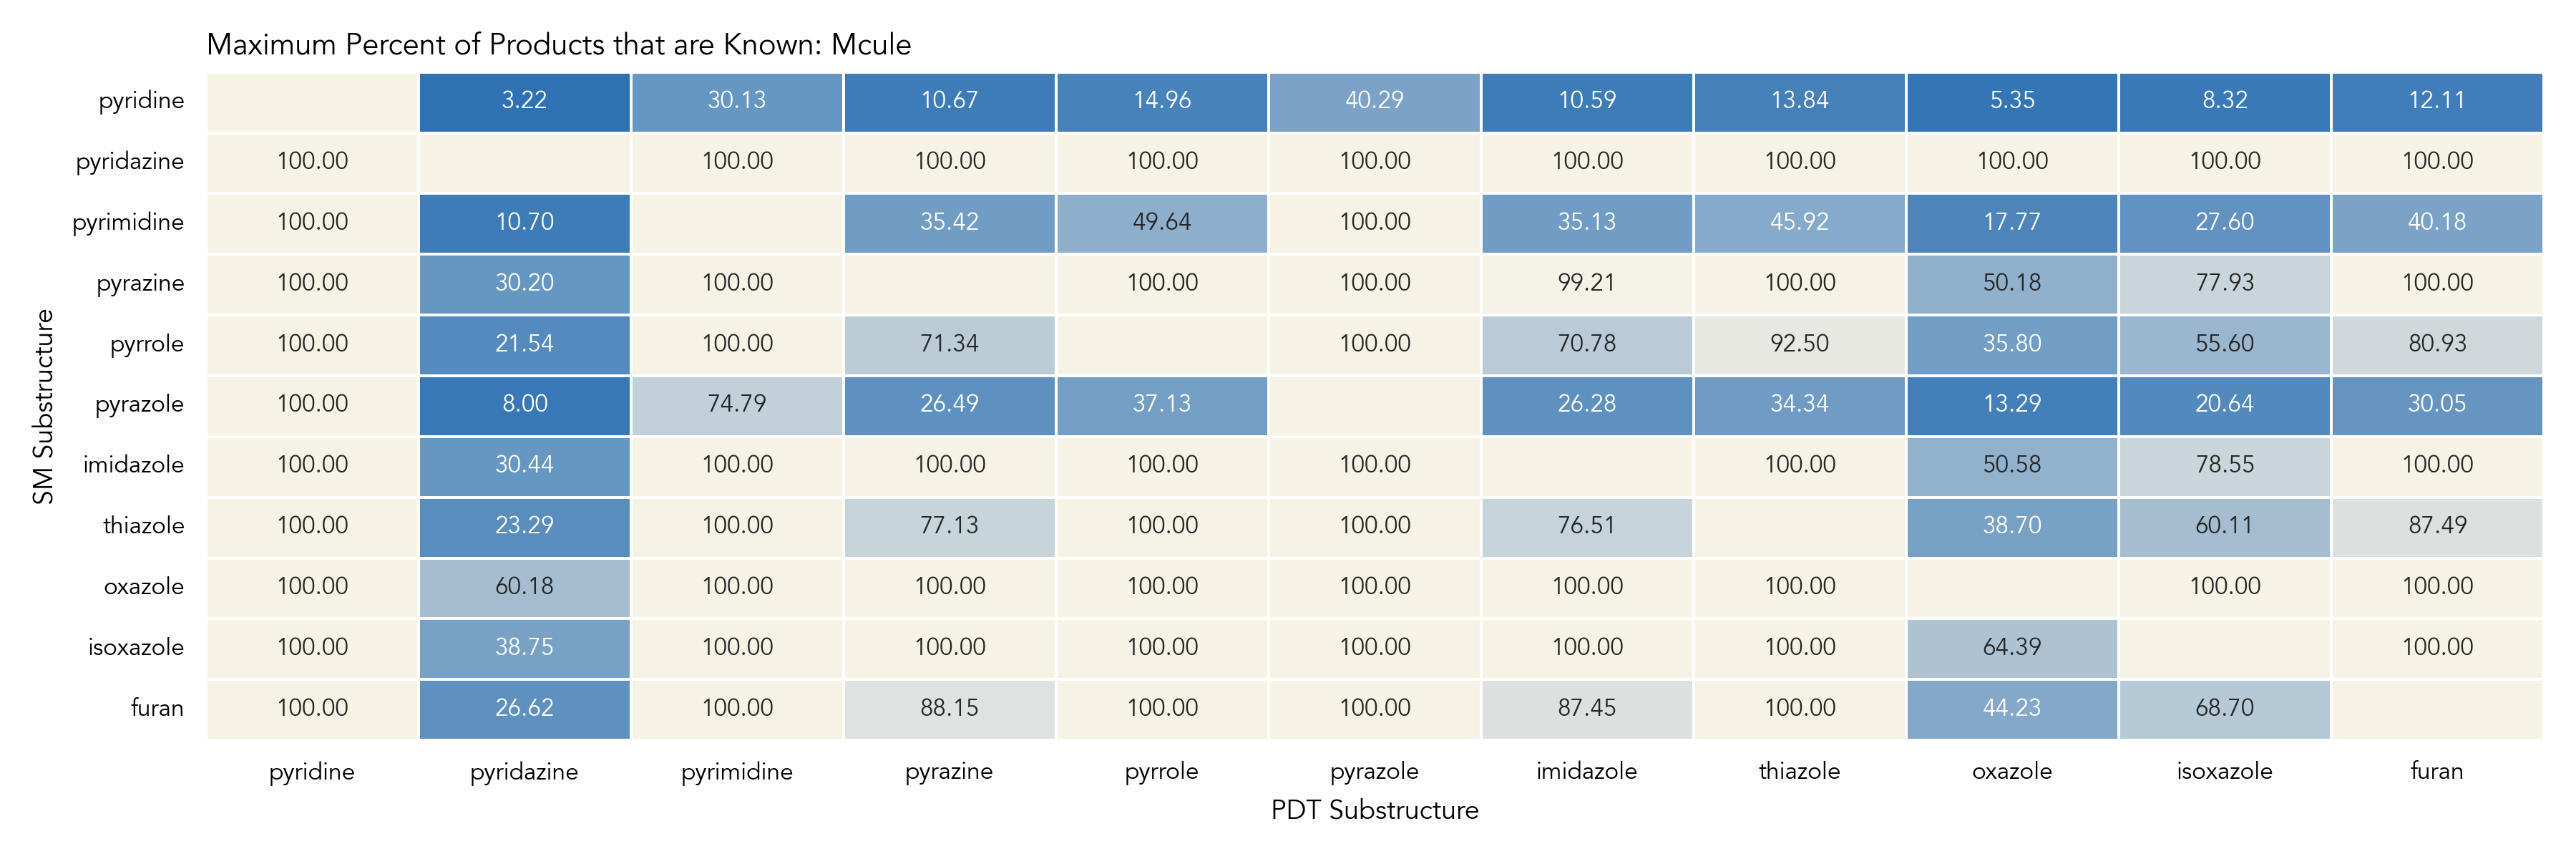 Maximum Percent of Products that are Known: Mcule
pyridine 3.22 30.13 10.67 14.96 40.29 10.59 13.84 5.35 8.32 12.11
pyridazine 100.00 100.00 100.00 100.00 100.00 100.00 100.00 100.00 100.00 100.00
pyrimidine 100.00 10.70 35.42 49.64 100.00 35.13 45.92 17.77 27.60 40.18
pyrazine 100.00 30.20 100.00 100.00 100.00 99.21 100.00 50.18 77.93 100.00
pyrrole 100.00 21.54 100.00 71.34 100.00 70.78 92.50 35.80 55.60 80.93
pyrazole 100.00 8.00 74.79 26.49 37.13 26.28 34.34 13.29 20.64 30.05
imidazole 100.00 30.44 100.00 100.00 100.00 100.00 100.00 50.58 78.55 100.00
thiazole 100.00 23.29 100.00 77.13 100.00 100.00 76.51 38.70 60.11 87.49
oxazole 100.00 60.18 100.00 100.00 100.00 100.00 100.00 100.00 100.00 100.00
isoxazole 100.00 38.75 100.00 100.00 100.00 100.00 100.00 100.00 64.39 100.00
furan 100.00 26.62 100.00 88.15 100.00 100.00 87.45 100.00 44.23 68.70
SM Substructure
pyridine pyridazine pyrimidine pyrazine pyrrole pyrazole imidazole thiazole oxazole isoxazole furan
PDT Substructure